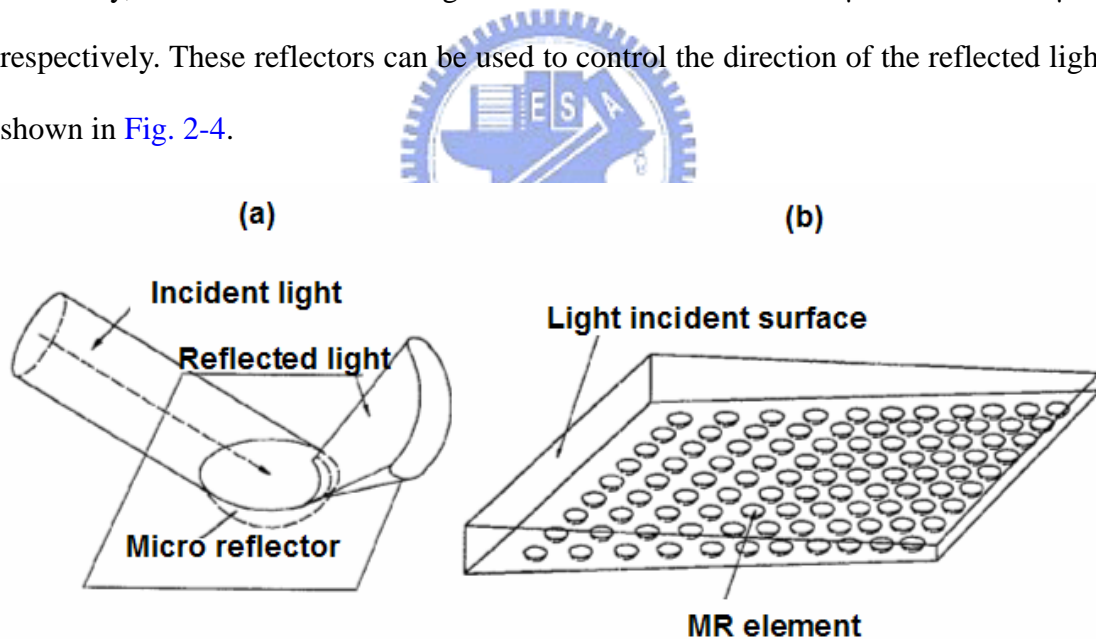 respectively. These reflectors can be used to control the direction of the reflected ligh
E S A
shown in Fig. 2-4.
(a) (b)
Incident light
Light incident surface
Reflected light
Micro reflector
MR element